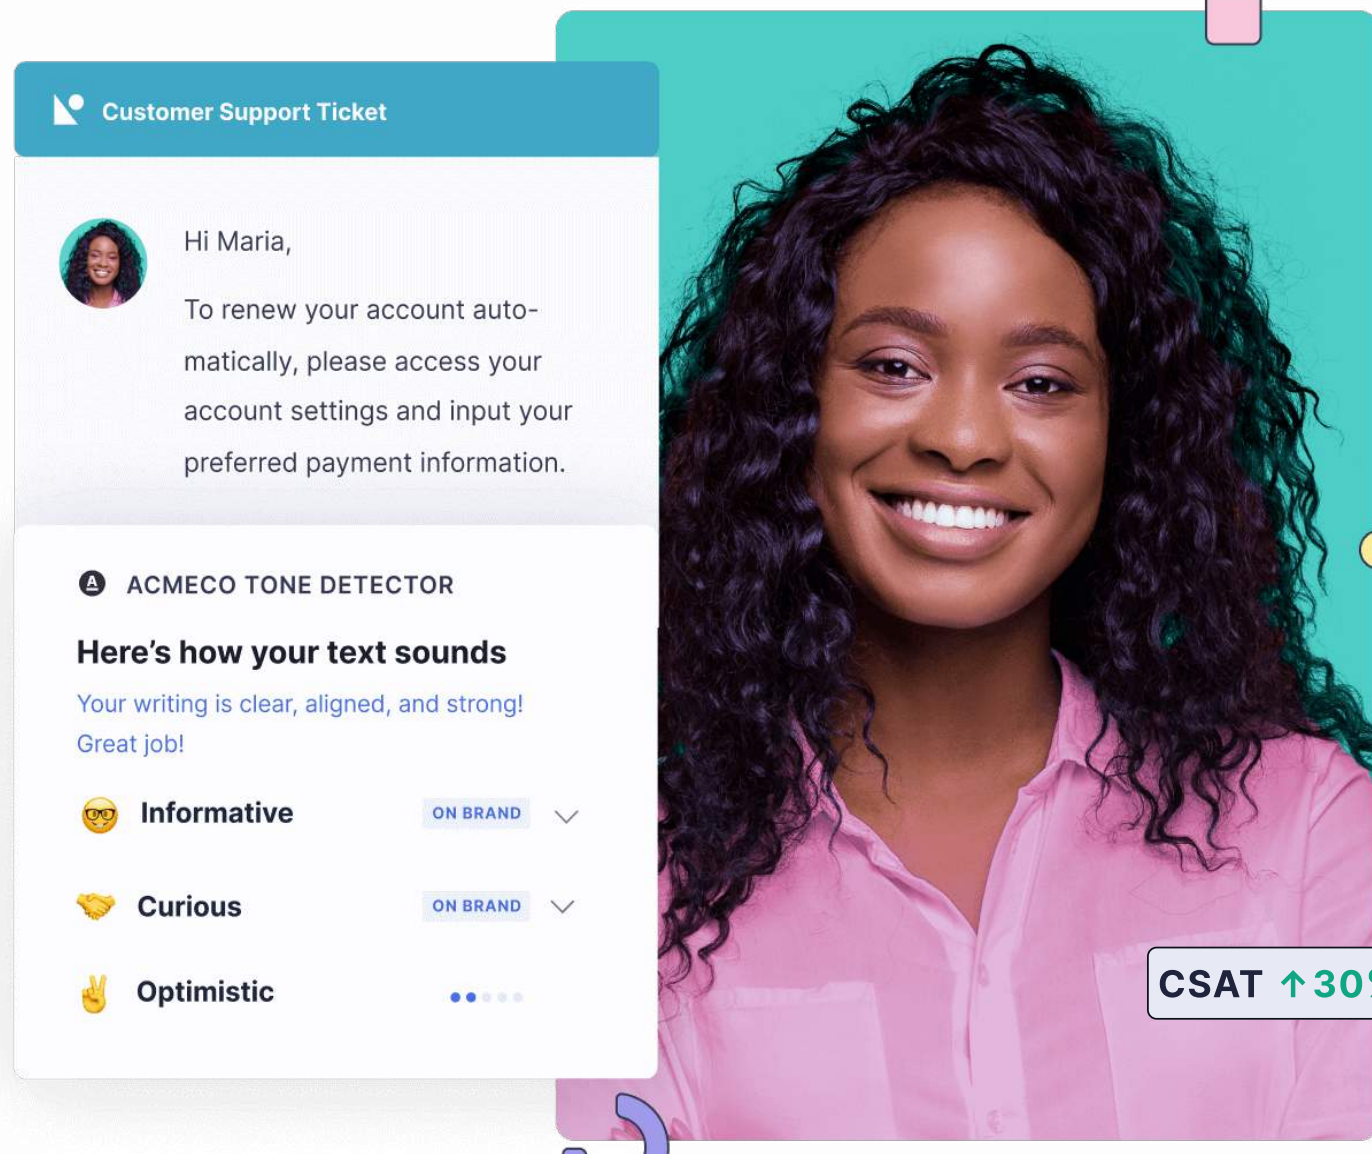 Customer Support Ticket
Hi Maria,
To renew your account auto-
matically, please access your
account settings and input your
preferred payment information.
A ACMECO TONE DETECTOR
Here’s how your text sounds
Your writing is clear, aligned, and strong!
Great job!
Informative ON BRAND
Curious ON BRAND
Optimistic
CSAT ↑30%